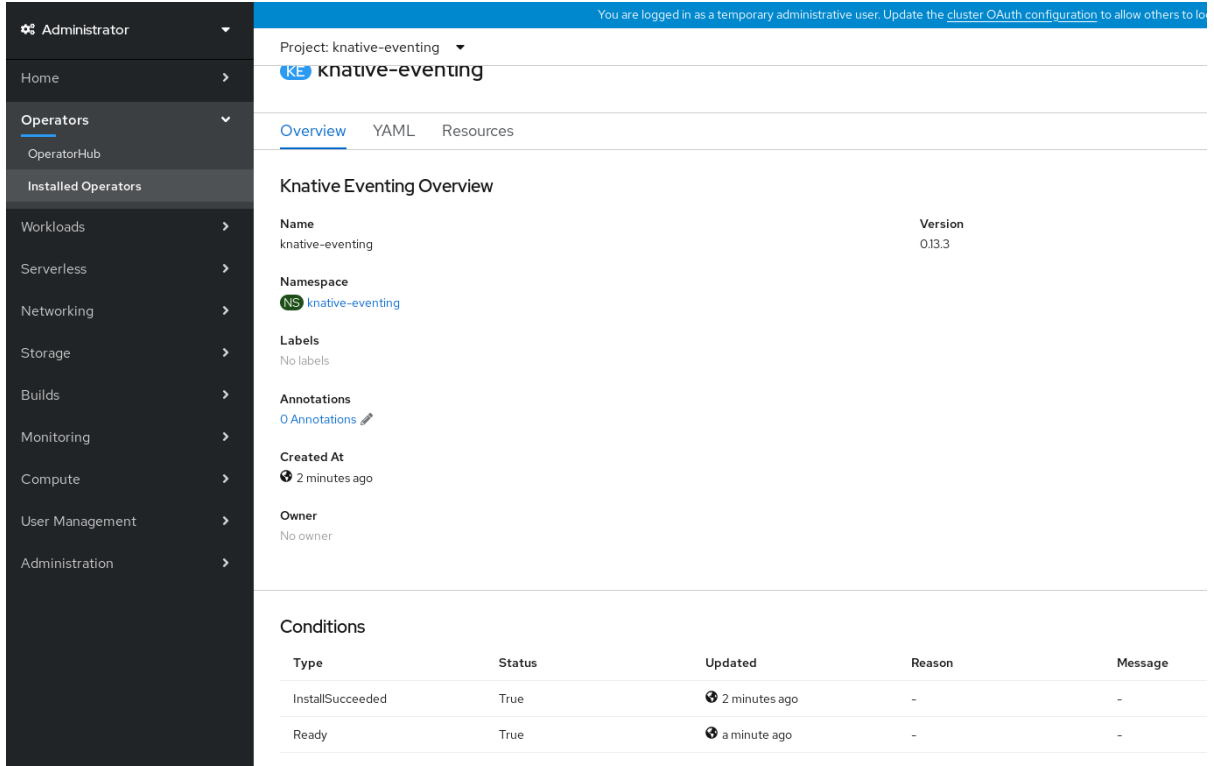 You are logged in as a temporary administrative user. Update the cluster OAuth configuration to allow others to lo
Administrator
Home
Operators
OperatorHub
Installed Operators
Workloads
Serverless
Networking
Storage
Builds
Monitoring
Compute
User Management
Administration
Project: knative-eventing
KE knative-eventing
Overview YAML Resources
Knative Eventing Overview
Name
knative-eventing
Version
0.13.3
Namespace
NS knative-eventing
Labels
No labels
Annotations
0 Annotations
Created At
2 minutes ago
Owner
No owner
Conditions
Type Status Updated Reason Message
InstallSucceeded True 2 minutes ago - -
Ready True a minute ago - -